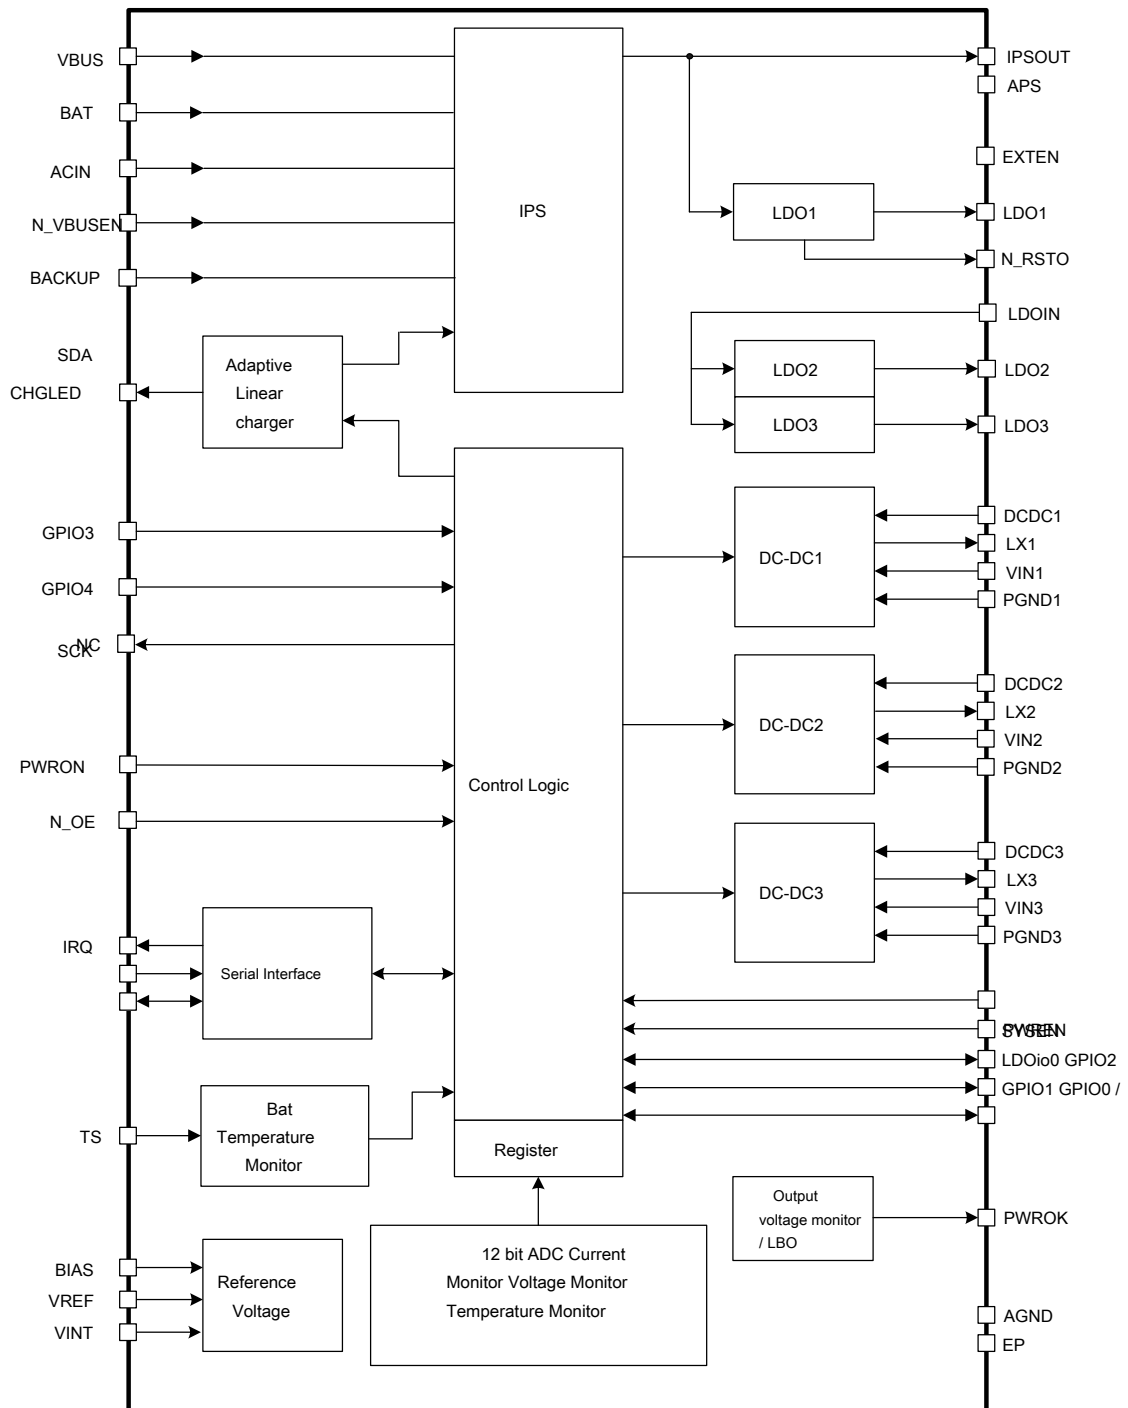 VBUS
BAT
ACIN
N_VBUSEN
BACKUP
SDA
CHGLED
GPIO3
GPIO4
NC
SCK
PWRON
N_OE
IRQ
TS
BIAS
VREF
VINT
IPS
Adaptive
Linear
charger
Control Logic
Serial Interface
Bat
Temperature
Monitor
Register
Reference
Voltage
12 bit ADC Current
Monitor Voltage Monitor
Temperature Monitor
LDO1
LDO2
LDO3
DC-DC1
DC-DC2
DC-DC3
Output
voltage monitor
/ LBO
IPSOUT
APS
EXTEN
LDO1
N_RSTO
LDOIN
LDO2
LDO3
DCDC1
LX1
VIN1
PGND1
DCDC2
LX2
VIN2
PGND2
DCDC3
LX3
VIN3
PGND3
PWREN
SYSEN
LDOio0 GPIO2
GPIO1 GPIO0 /
PWROK
AGND
EP